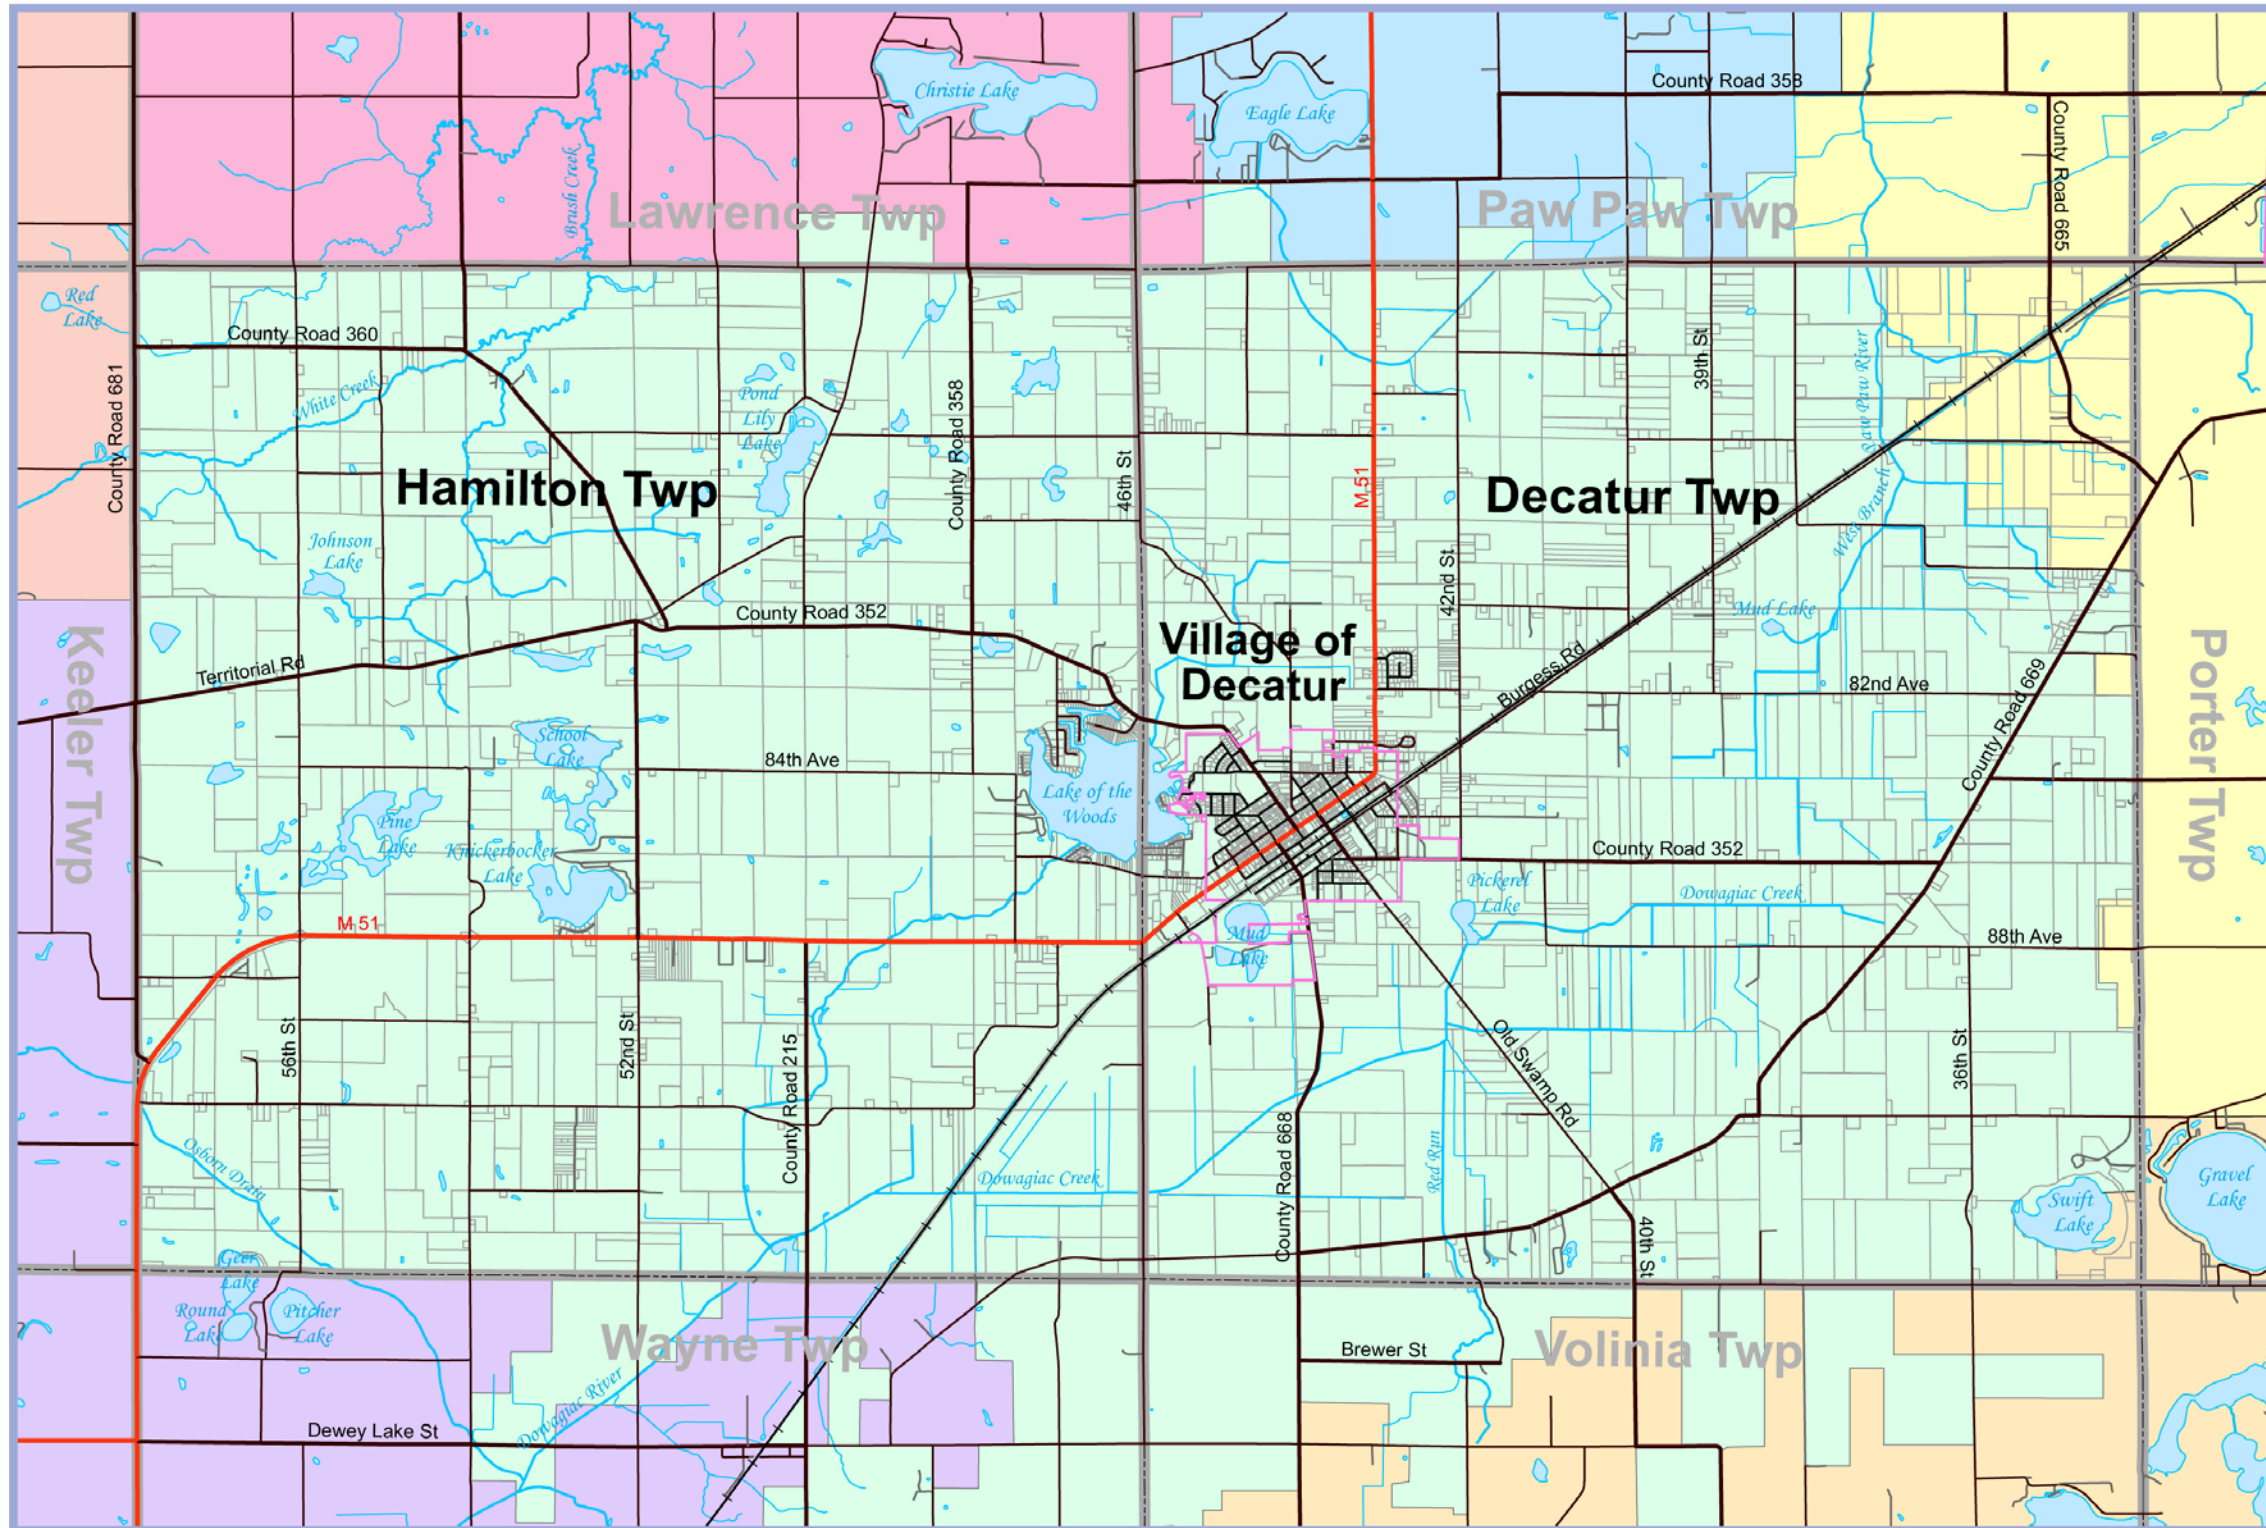 County Road 358
Christie Lake
Eagle Lake
County Road 665
Brush Creek
Lawrence Twp
Paw Paw Twp
Red
Lake
County Road 360
39th St
Paw Paw River
West Branch
County Road 681
White Creek
Pond
Lily
Lake
County Road 358
46th St
M 51
Hamilton Twp
Decatur Twp
Johnson
Lake
42nd St
County Road 352
Mud Lake
Village of
Decatur
Keeler Twp
Territorial Rd
Burgess Rd
82nd Ave
County Road 669
Porter Twp
School
Lake
84th Ave
Lake of the
Woods
Pine
Lake
Knickerbocker
Lake
County Road 352
Pickerel
Lake
Dowagiac Creek
M 51
Mud
Lake
88th Ave
56th St
52nd St
County Road 215
Old Swamp Rd
36th St
Osborn Drain
Dowagiac Creek
County Road 668
Red Run
Swift
Lake
Gravel
Lake
40th St
Geer
Lake
Round
Lake
Pitcher
Lake
Wayne Twp
Brewer St
Volinia Twp
Dowagiac River
Dewey Lake St